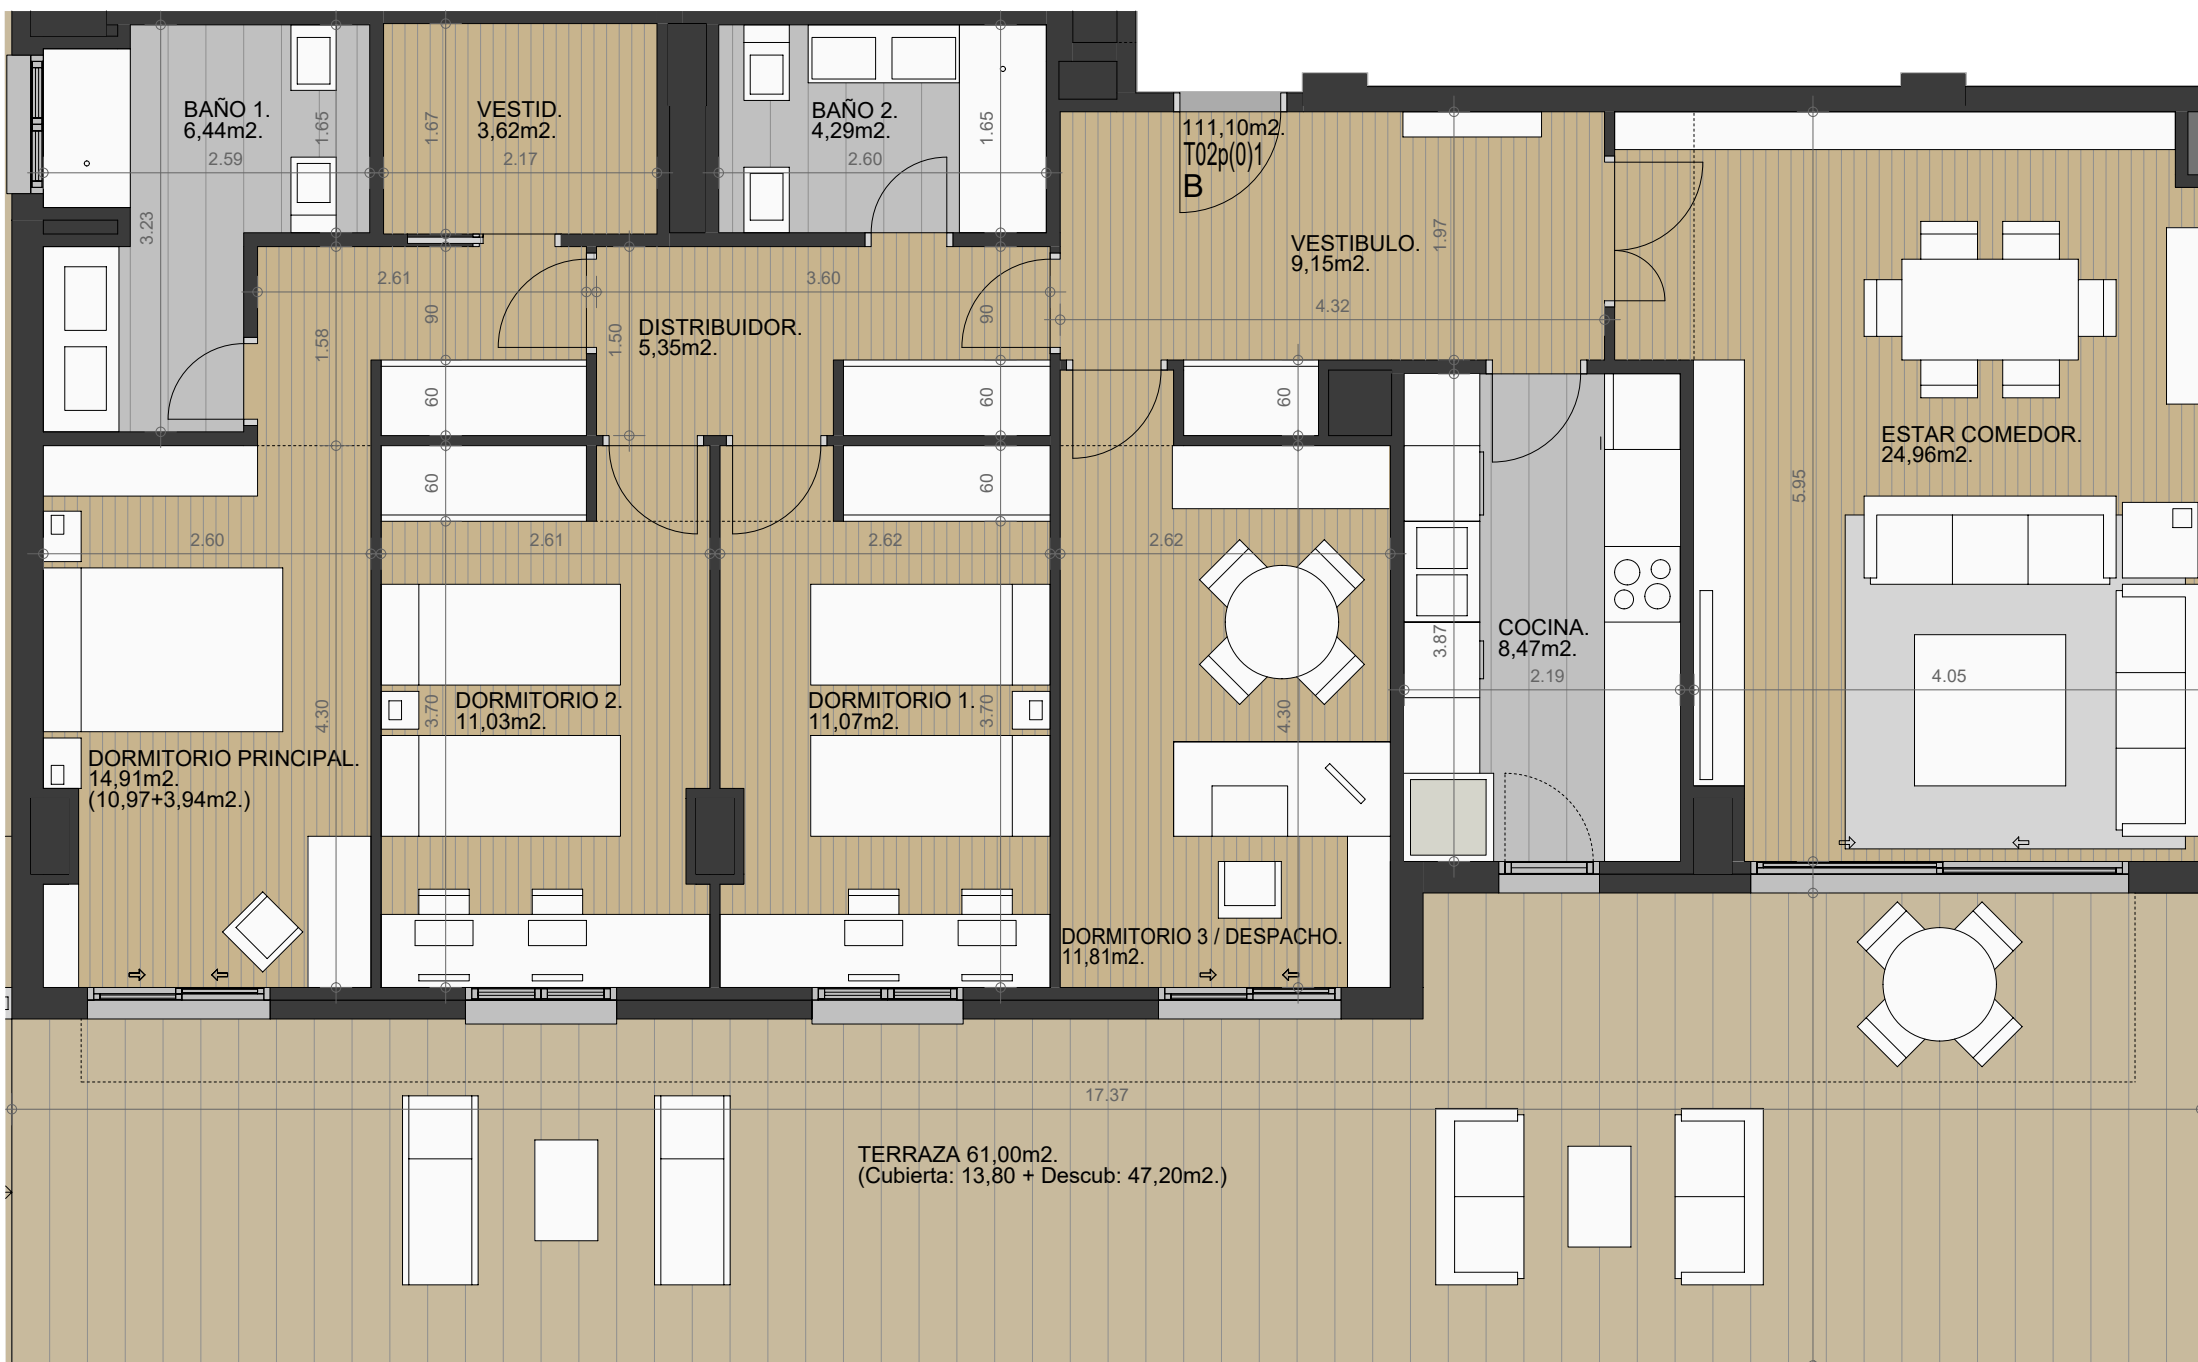 BAÑO 1.
6,44m2.
1.65
2.59
3.23
VESTID.
3,62m2.
1.67
2.17
BAÑO 2.
4,29m2.
1.65
2.60
111,10m2.
T02p(0)1
B
VESTIBULO.
9,15m2.
1.97
4.32
2.61
90
1.58
3.60
90
1.50
DISTRIBUIDOR.
5,35m2.
60
60
60
60
60
ESTAR COMEDOR.
24,96m2.
5.95
4.05
2.60
2.61
2.62
2.62
COCINA.
8,47m2.
3.87
2.19
DORMITORIO PRINCIPAL.
14,91m2.
(10,97+3,94m2.)
4.30
DORMITORIO 2.
11,03m2.
3.70
DORMITORIO 1.
11,07m2.
3.70
4.30
DORMITORIO 3 / DESPACHO.
11,81m2.
17.37
TERRAZA 61,00m2.
(Cubierta: 13,80 + Descub: 47,20m2.)